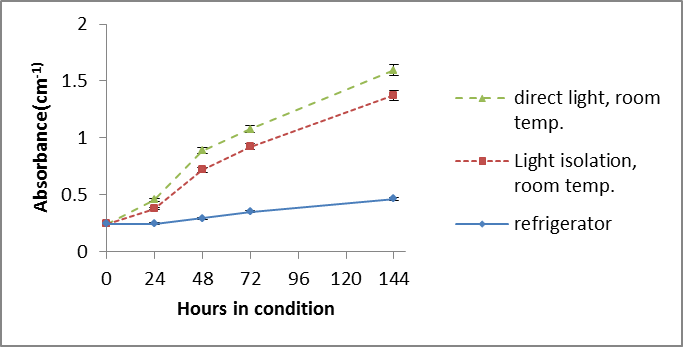 2
1.5
1
0.5
0
Absorbance(cm⁻¹)
0 24 48 72 96 120 144
Hours in condition
direct light, room
temp.
Light isolation,
room temp.
refrigerator